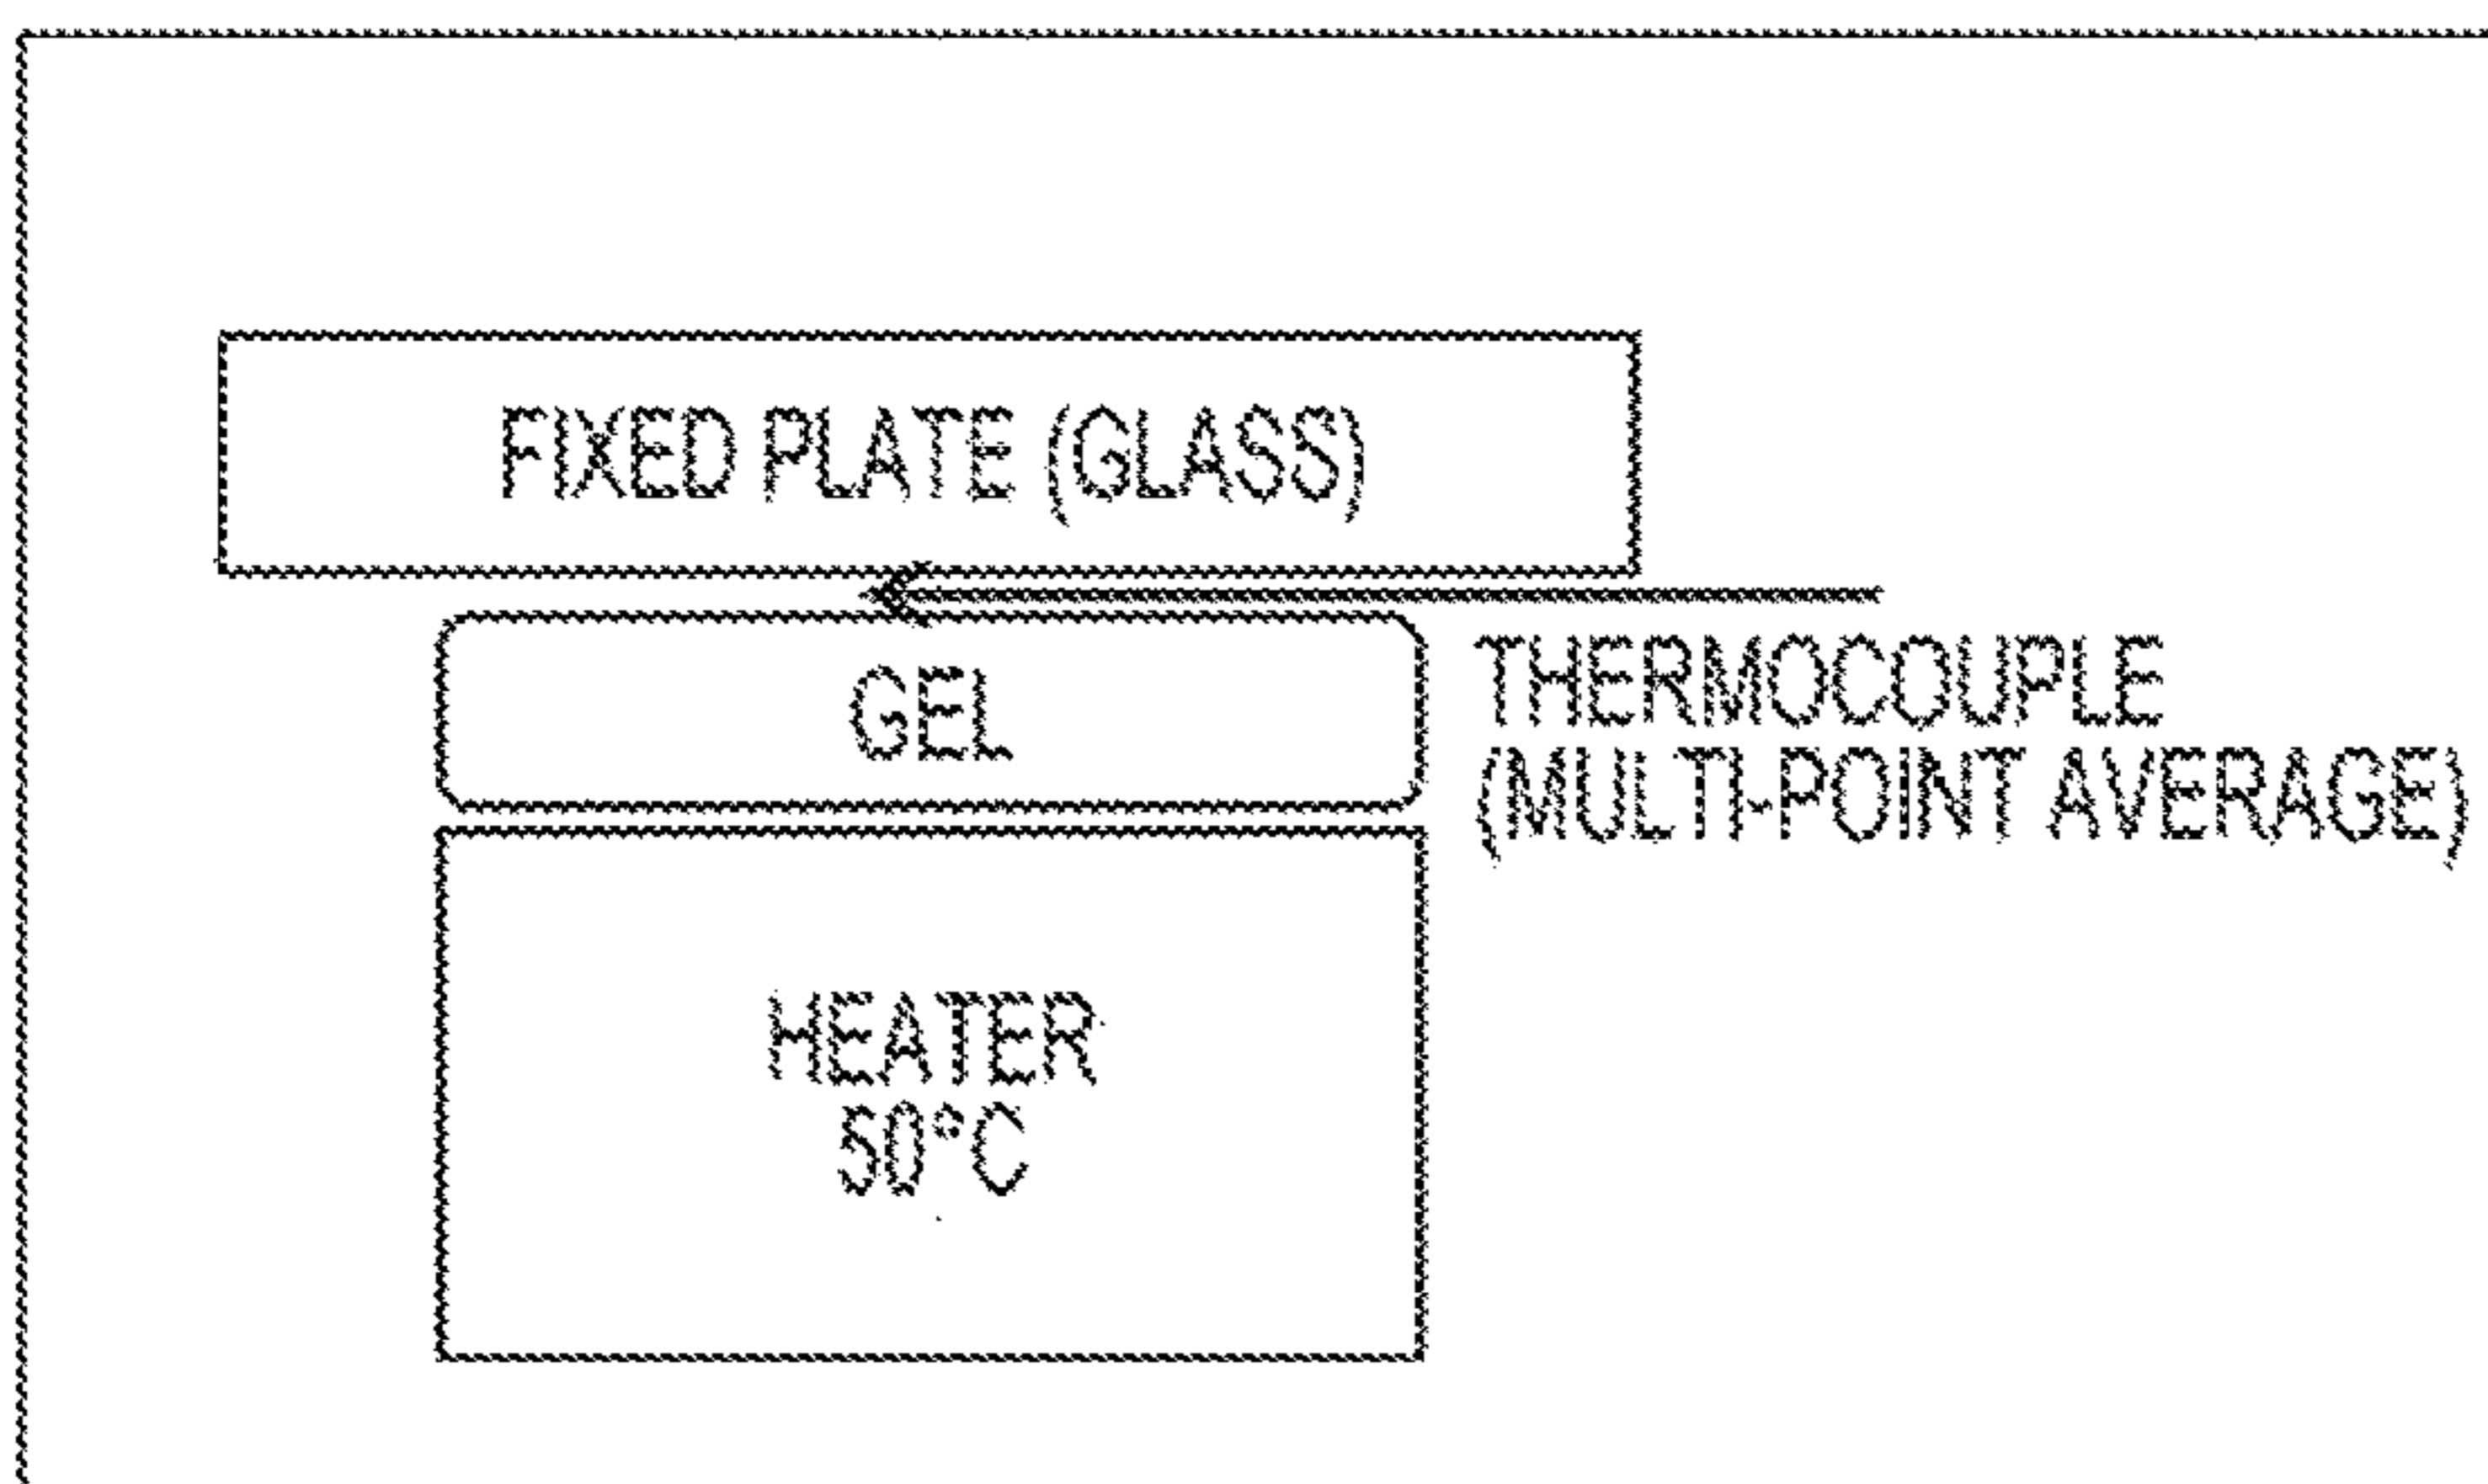 FIXED PLATE (GLASS)
THERMOCOUPLE
(MULTI-POINT AVERAGE)
GEL
HEATER
50°C